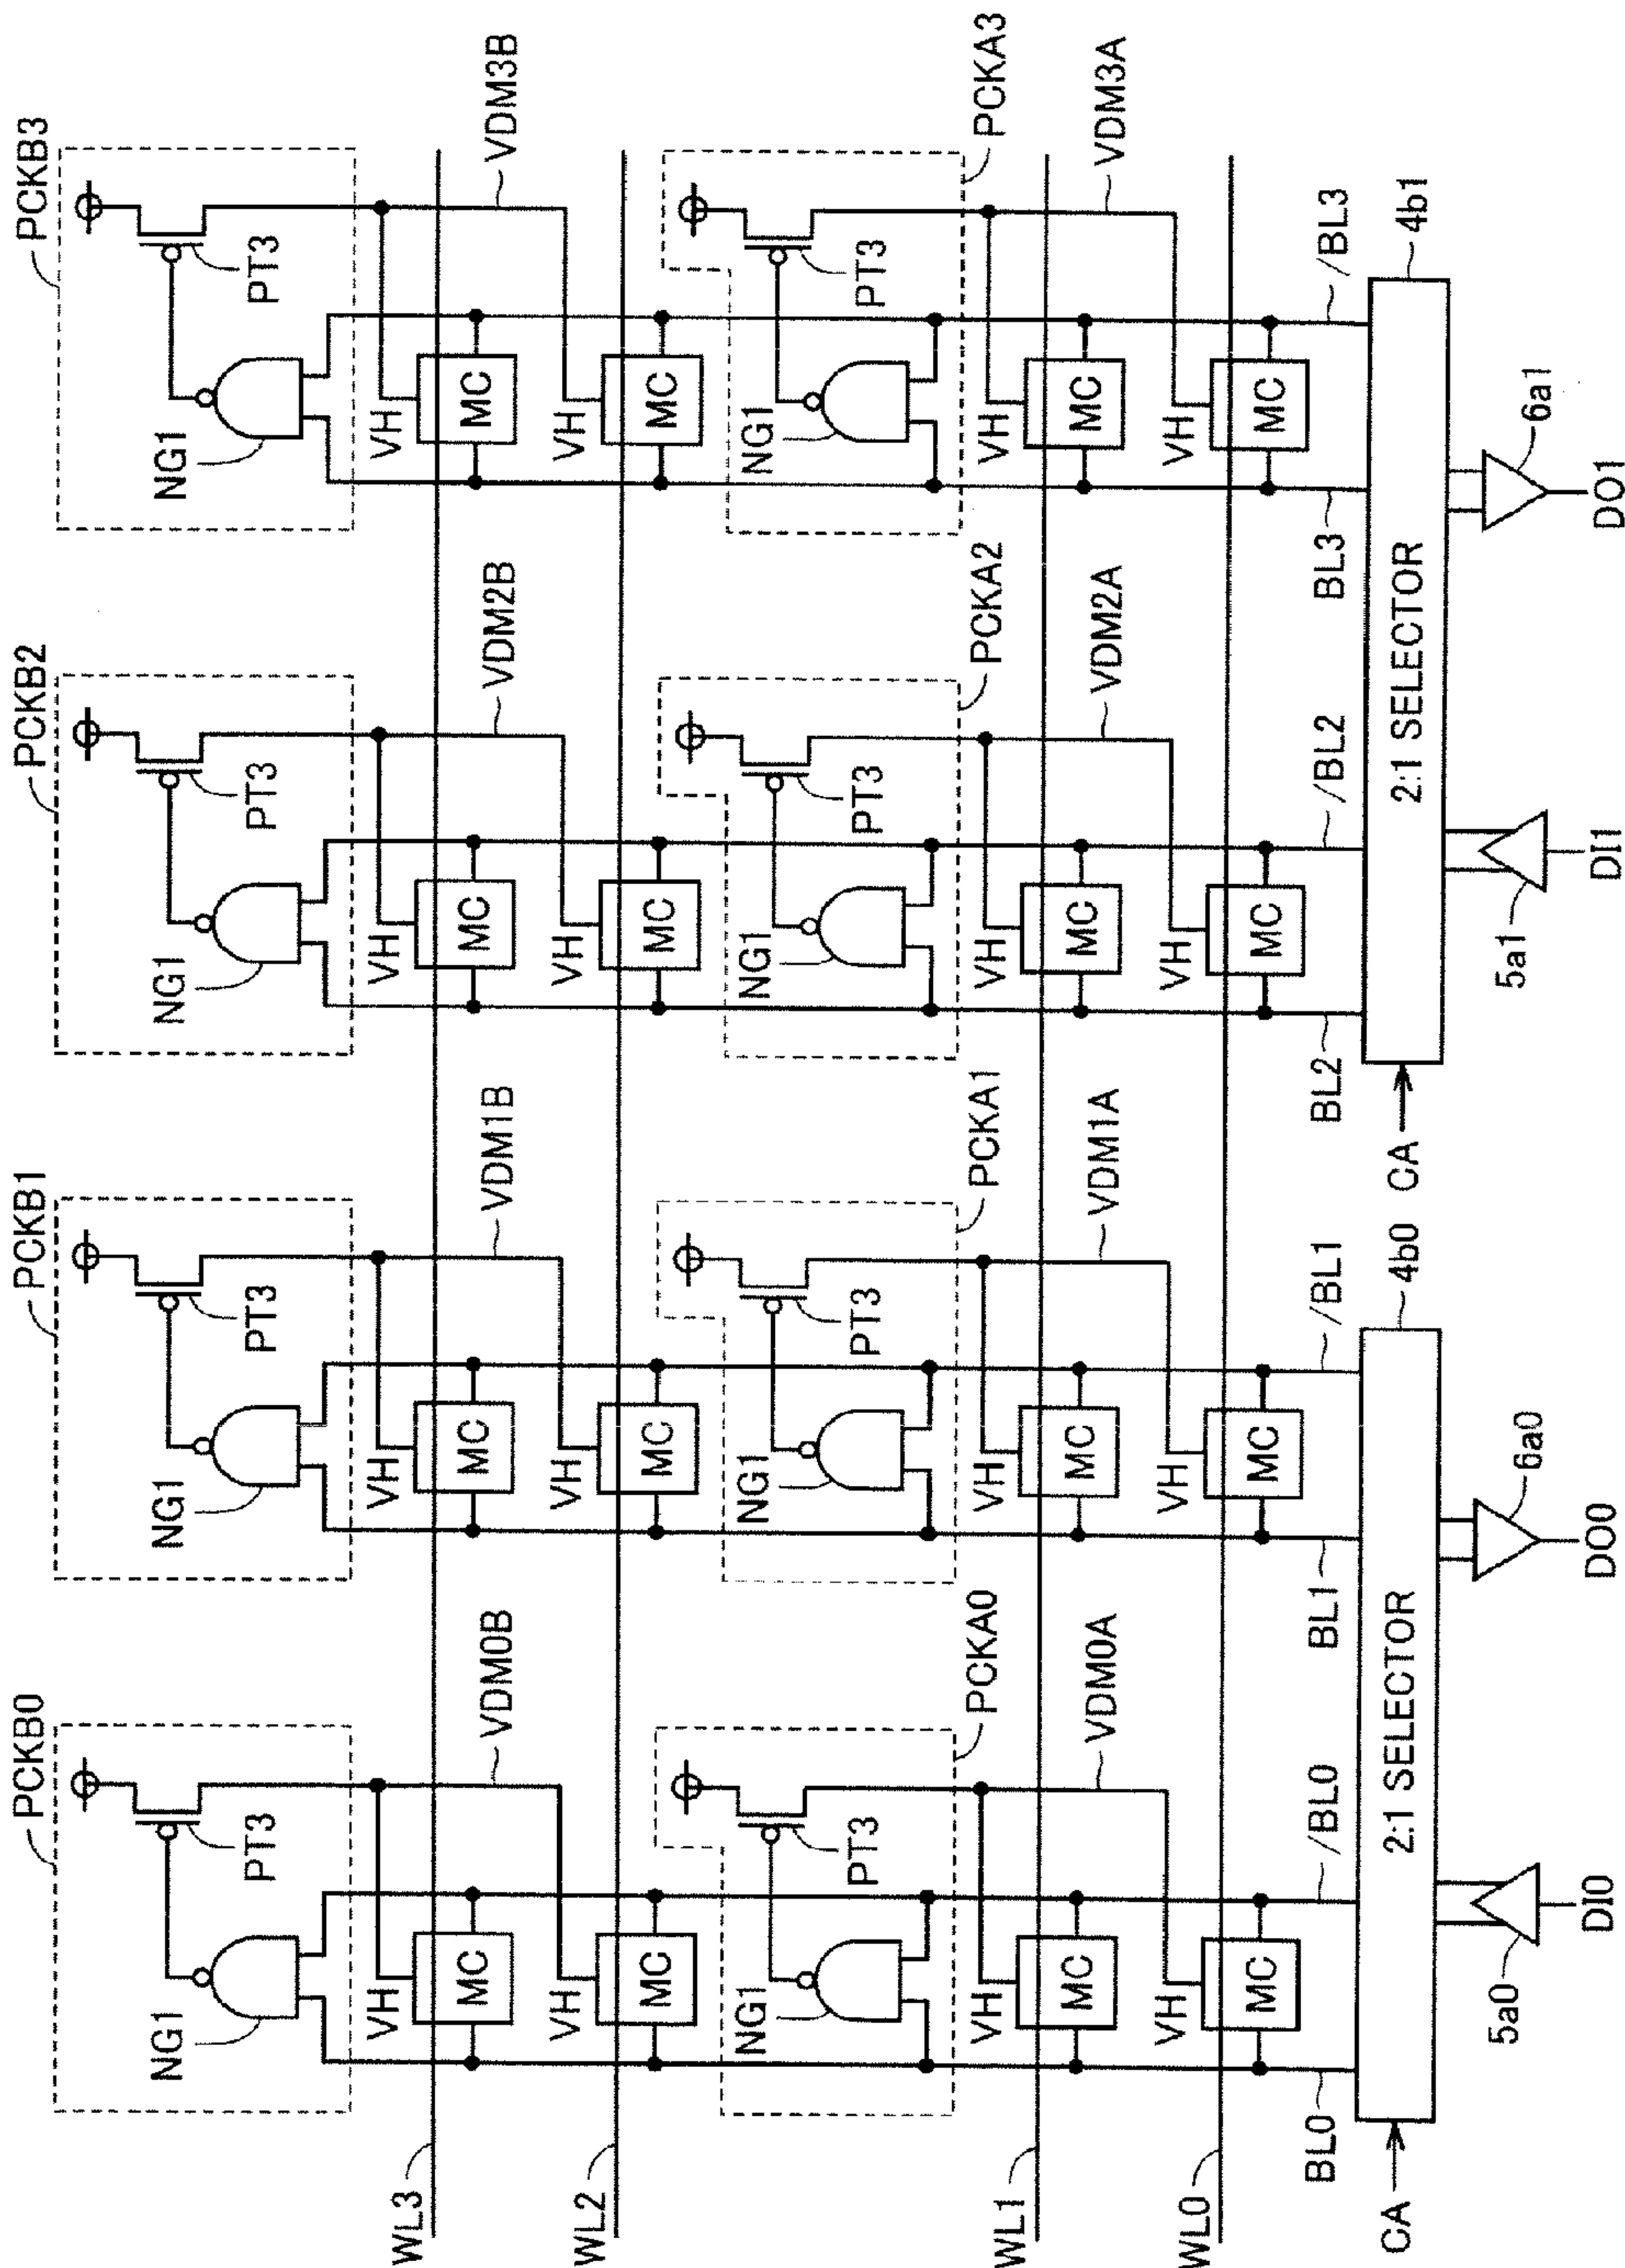 PCKB0
PCKB1
PCKB2
PCKB3
PT3
PT3
PT3
PT3
NG1
NG1
NG1
NG1
VDM0B
VDM1B
VDM2B
VDM3B
VH
VH
VH
VH
WL3
MC
MC
MC
MC
VH
VH
VH
VH
WL2
MC
MC
MC
MC
PCKA0
PCKA1
PCKA2
PCKA3
PT3
PT3
PT3
PT3
NG1
NG1
NG1
NG1
VDM0A
VDM1A
VDM2A
VDM3A
VH
VH
VH
VH
WL1
MC
MC
MC
MC
VH
VH
VH
VH
WL0
MC
MC
MC
MC
BL0
/BL0
BL1
/BL1
BL2
/BL2
BL3
/BL3
CA
2:1 SELECTOR
4b0
CA
2:1 SELECTOR
4b1
5a0
6a0
5a1
6a1
DI0
DO0
DI1
DO1